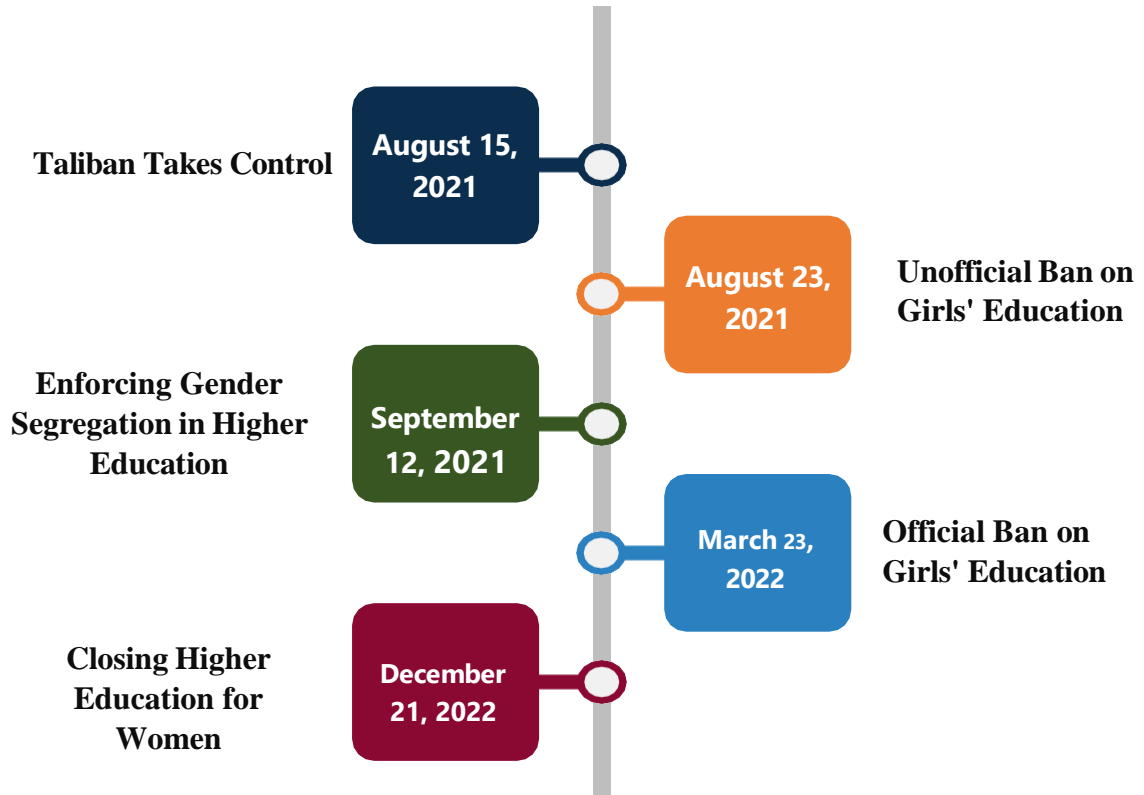 Taliban Takes Control
August 15,
2021
August 23,
2021
Unofficial Ban on
Girls' Education
Enforcing Gender
Segregation in Higher
Education
September
12, 2021
March 23,
2022
Official Ban on
Girls' Education
Closing Higher
Education for
Women
December
21, 2022